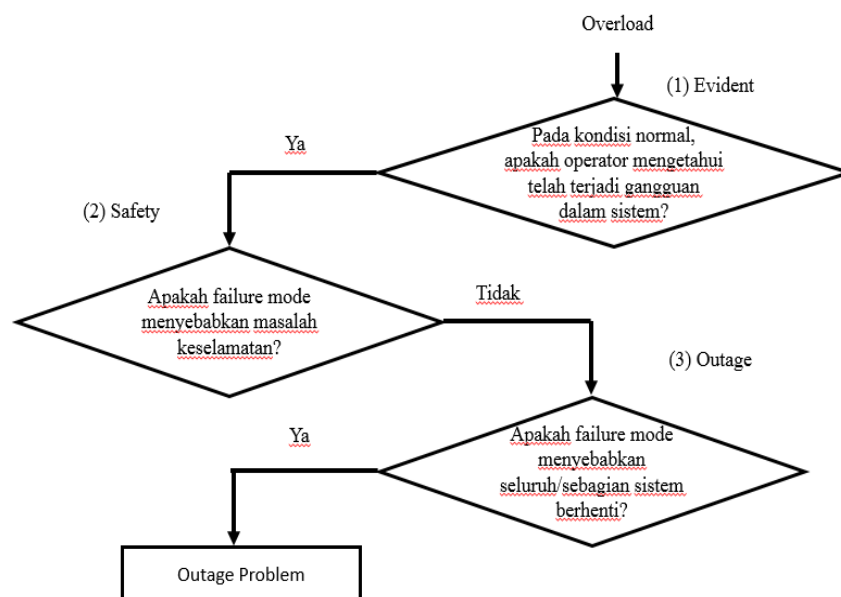 Overload
(1) Evident
Pada kondisi normal,
apakah operator mengetahui
telah terjadi gangguan
dalam sistem?
Ya
(2) Safety
Apakah failure mode
menyebabkan masalah
keselamatan?
Tidak
(3) Outage
Apakah failure mode
menyebabkan
seluruh/sebagian sistem
berhenti?
Ya
Outage Problem